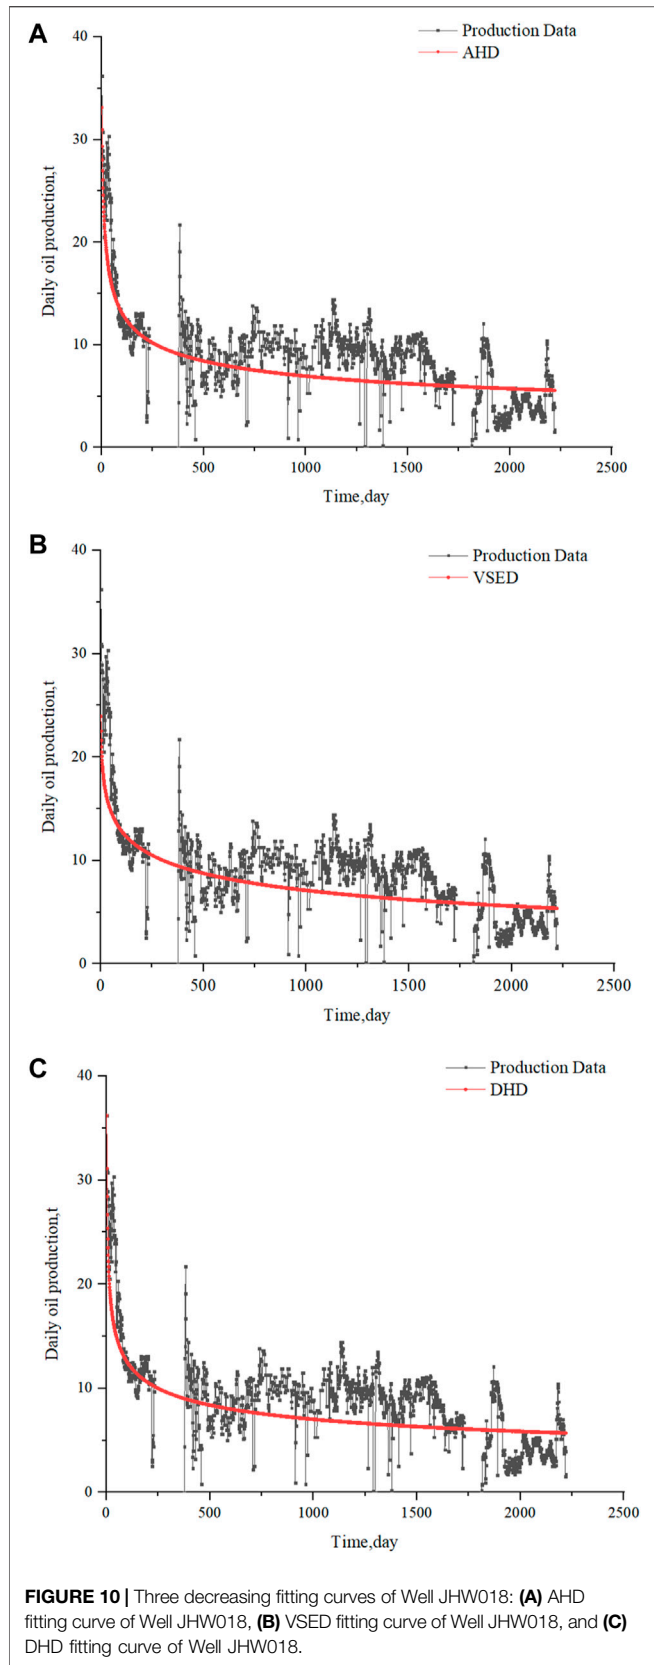 A
Production Data
AHD
40
30
20
10
0
Daily oil production,t
0 500 1000 1500 2000 2500
Time,day
B
Production Data
VSED
40
30
20
10
0
Daily oil production,t
0 500 1000 1500 2000 2500
Time,day
C
Production Data
DHD
40
30
20
10
0
Daily oil production,t
0 500 1000 1500 2000 2500
Time,day
FIGURE 10 | Three decreasing fitting curves of Well JHW018: (A) AHD
fitting curve of Well JHW018, (B) VSED fitting curve of Well JHW018, and (C)
DHD fitting curve of Well JHW018.